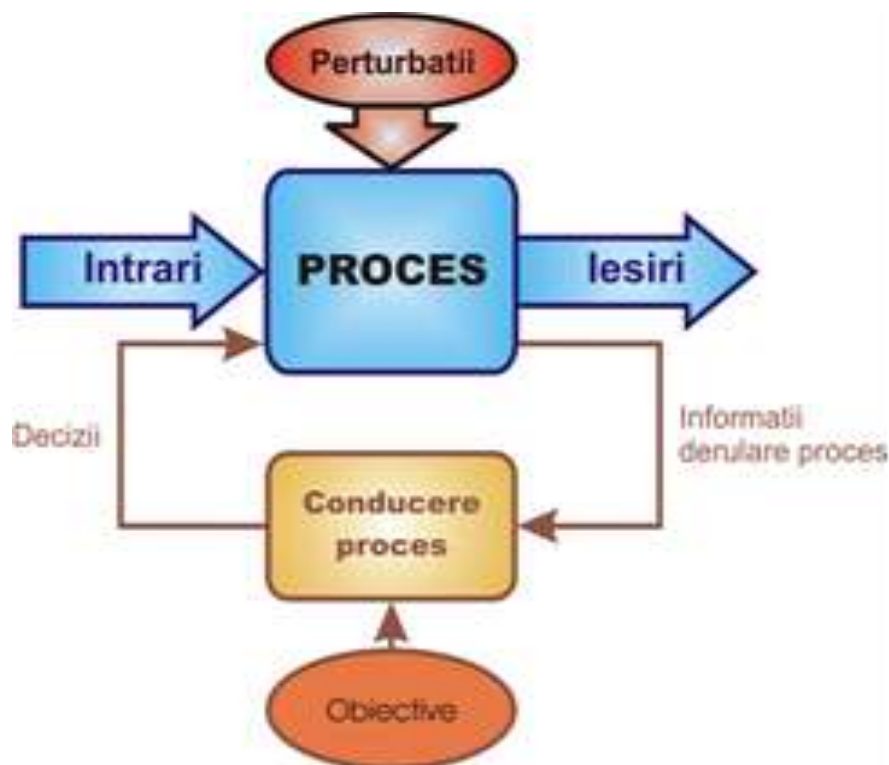 Perturbatii
Intrari
PROCES
Iesiri
Decizii
Informatii
derulare proces
Conducere
proces
Obiective